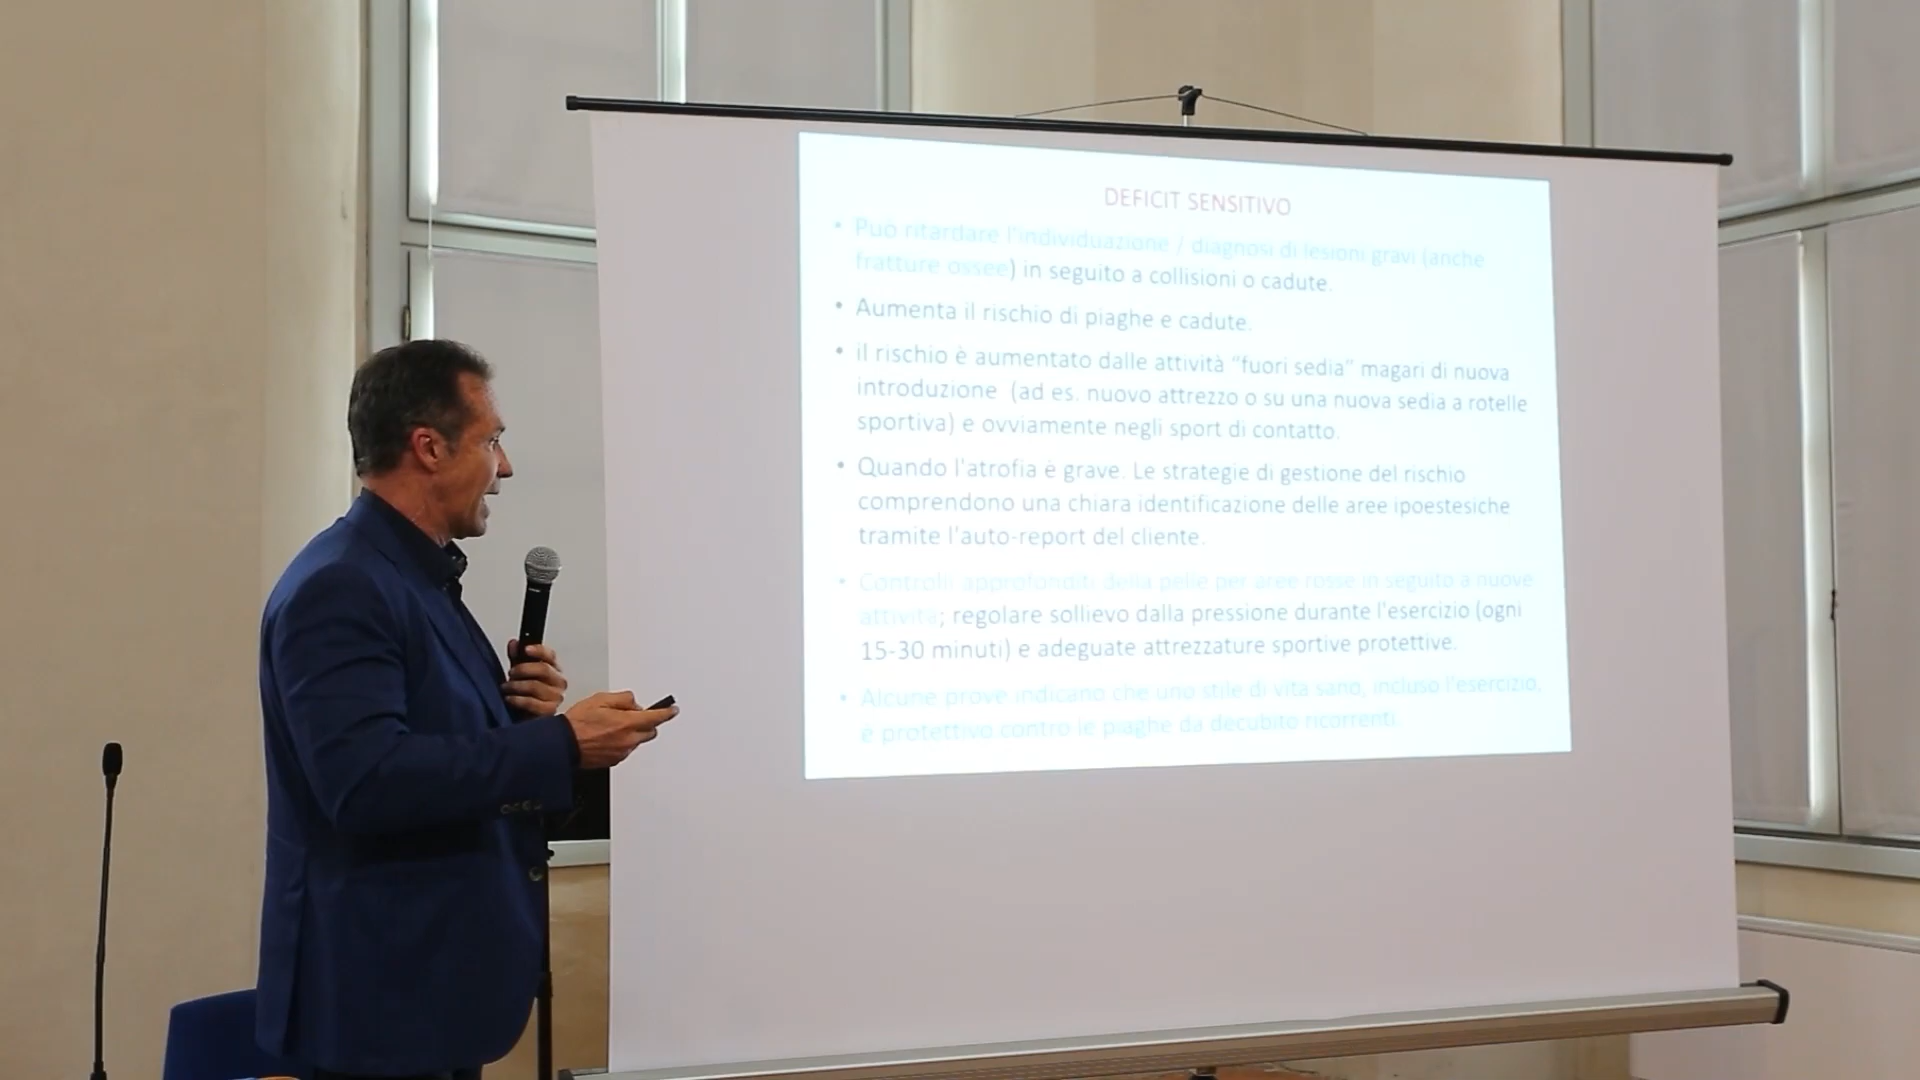 DEFICIT SENSITIVO
• Può ritardare l'individuazione / diagnosi di lesioni gravi (anche
fratture ossee) in seguito a collisioni o cadute.
• Aumenta il rischio di piaghe e cadute.
• il rischio è aumentato dalle attività "fuori sedia" magari di nuova
introduzione (ad es. nuovo attrezzo o su una nuova sedia a rotelle
sportiva) e ovviamente negli sport di contatto.
• Quando l'atrofia è grave. Le strategie di gestione del rischio
comprendono una chiara identificazione delle aree ipoestesiche
tramite l'auto-report del cliente.
• Controlli approfonditi della pelle per aree rosse in seguito a nuove
attività; regolare sollievo dalla pressione durante l'esercizio (ogni
15-30 minuti) e adeguate attrezzature sportive protettive.
• Alcune prove indicano che uno stile di vita sano, incluso l'esercizio,
è protettivo contro le piaghe da decubito ricorrenti.